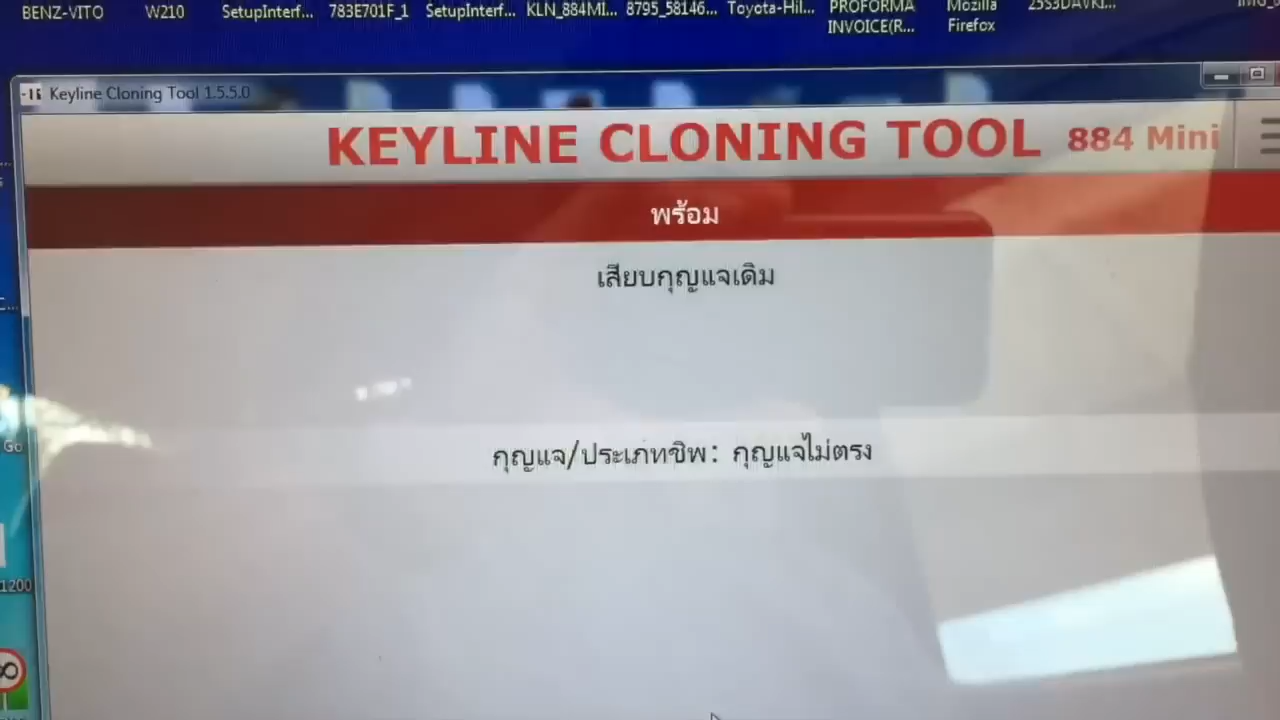 BENZ-VITO W210 SetupInterf... 783E701F_1 SetupInterf... KLN_884MI... 8795_58146... Toyota-Hil... PROFORMA INVOICE(R... Mozilla Firefox
Keyline Cloning Tool 1.5.5.0
KEYLINE CLONING TOOL 884 Mini
พร้อม
เสียบกุญแจเดิม
กุญแจ/ประเภทชิพ: กุญแจไม่ตรง
Go
1200